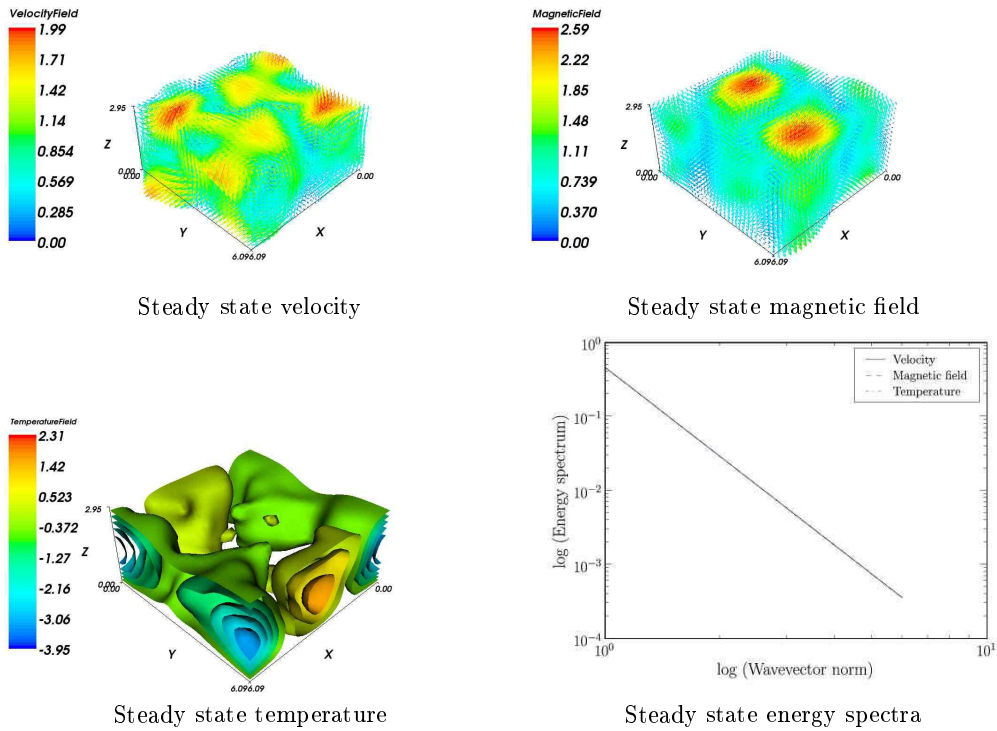 VelocityField
1.99
1.71
1.42
1.14
0.854
0.569
0.285
0.00
2.95
Z
0.00
0.00
Y
X
0.00
6.096.09
Steady state velocity
MagneticField
2.59
2.22
1.85
1.48
1.11
0.739
0.370
0.00
2.95
Z
0.00
0.00
Y
X
0.00
6.096.09
Steady state magnetic field
TemperatureField
2.31
1.42
0.523
-0.372
-1.27
-2.16
-3.06
-3.95
2.95
Z
0.00
0.00
Y
X
0.00
6.096.09
Steady state temperature
10^0
10^-1
10^-2
10^-3
10^-4
log (Energy spectrum)
Velocity
Magnetic field
Temperature
10^0
10^1
log (Wavevector norm)
Steady state energy spectra